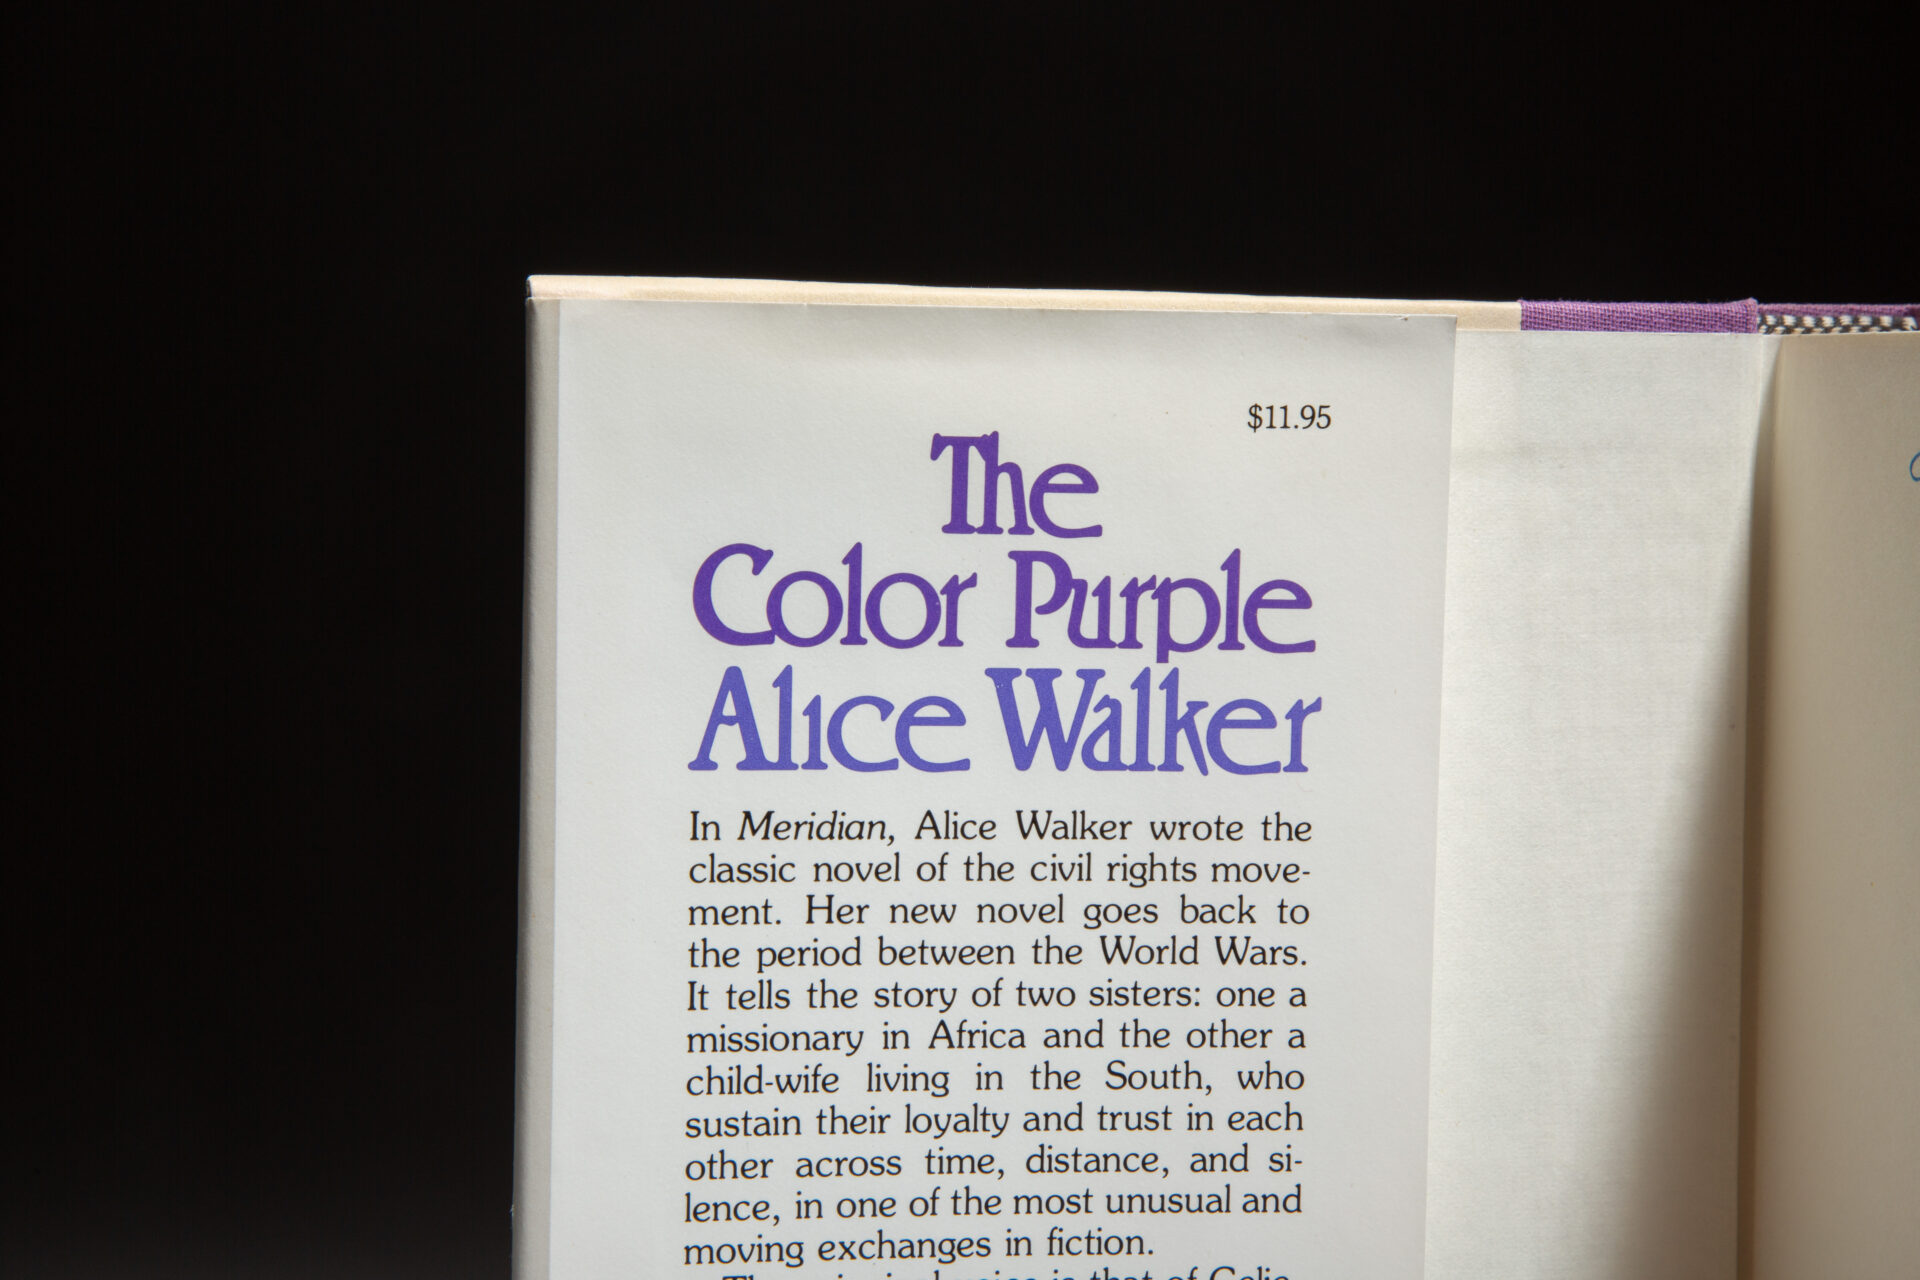 $11.95
The
Color Purple
Alice Walker
In Meridian, Alice Walker wrote the
classic novel of the civil rights move-
ment. Her new novel goes back to
the period between the World Wars.
It tells the story of two sisters: one a
missionary in Africa and the other a
child-wife living in the South, who
sustain their loyalty and trust in each
other across time, distance, and si-
lence, in one of the most unusual and
moving exchanges in fiction.
is that of Celie,